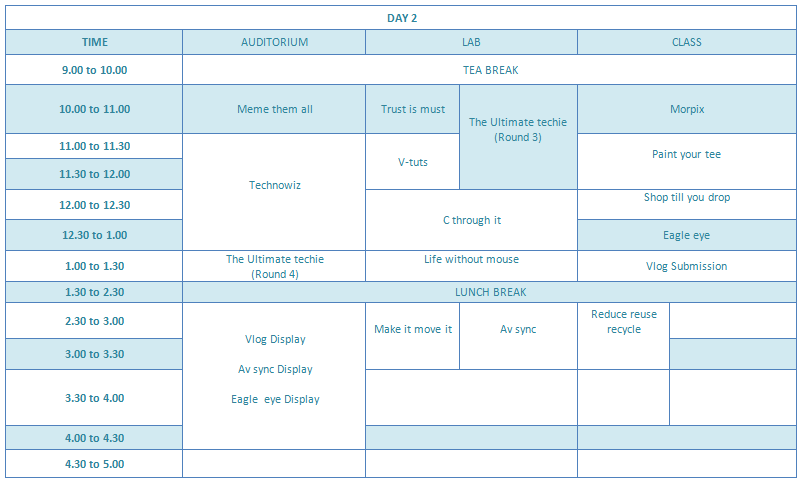 DAY 2
TIME
AUDITORIUM
LAB
CLASS
9.00 to 10.00
TEA BREAK
10.00 to 11.00
Meme them all
Trust is must
The Ultimate techie
(Round 3)
Morpix
11.00 to 11.30
Technowiz
V-tuts
Paint your tee
11.30 to 12.00
12.00 to 12.30
C through it
Shop till you drop
12.30 to 1.00
Eagle eye
1.00 to 1.30
The Ultimate techie
(Round 4)
Life without mouse
Vlog Submission
1.30 to 2.30
LUNCH BREAK
2.30 to 3.00
Vlog Display
Av sync Display
Eagle  eye Display
Make it move it
Av sync
Reduce reuse
recycle
3.00 to 3.30
3.30 to 4.00
4.00 to 4.30
4.30 to 5.00